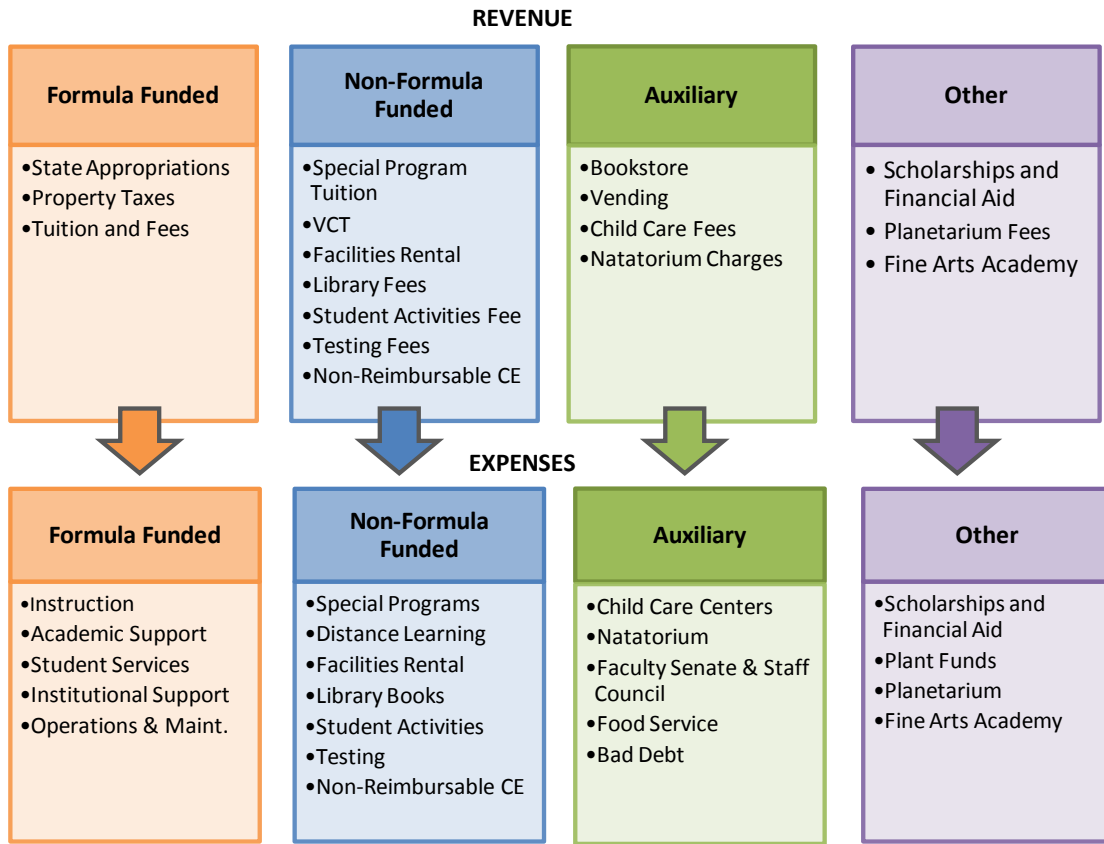 REVENUE
Formula Funded
•State Appropriations
•Property Taxes
•Tuition and Fees
Non-Formula
Funded
•Special Program
Tuition
•VCT
•Facilities Rental
•Library Fees
•Student Activities Fee
•Testing Fees
•Non-Reimbursable CE
Auxiliary
•Bookstore
•Vending
•Child Care Fees
•Natatorium Charges
Other
• Scholarships and
Financial Aid
• Planetarium Fees
• Fine Arts Academy
EXPENSES
Formula Funded
•Instruction
•Academic Support
•Student Services
•Institutional Support
•Operations & Maint.
Non-Formula
Funded
•Special Programs
•Distance Learning
•Facilities Rental
•Library Books
•Student Activities
•Testing
•Non-Reimbursable CE
Auxiliary
•Child Care Centers
•Natatorium
•Faculty Senate & Staff
Council
•Food Service
•Bad Debt
Other
•Scholarships and
Financial Aid
•Plant Funds
•Planetarium
•Fine Arts Academy